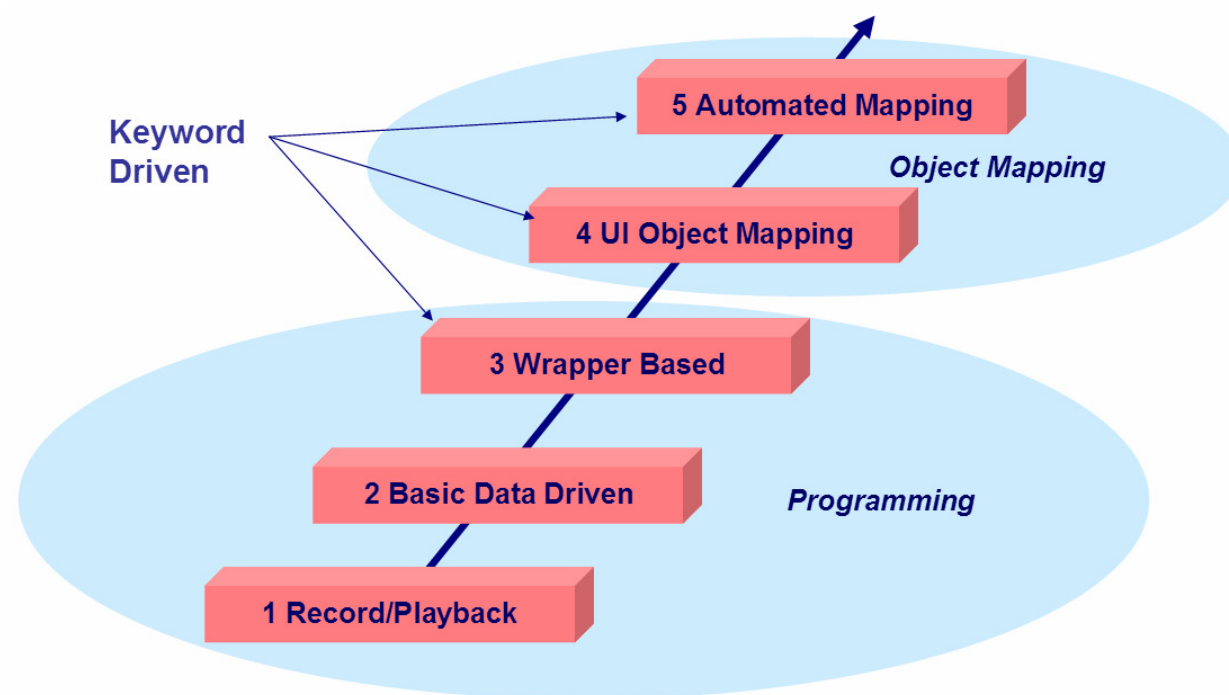 5 Automated Mapping
Keyword
Driven
Object Mapping
4 UI Object Mapping
3 Wrapper Based
2 Basic Data Driven
Programming
1 Record/Playback